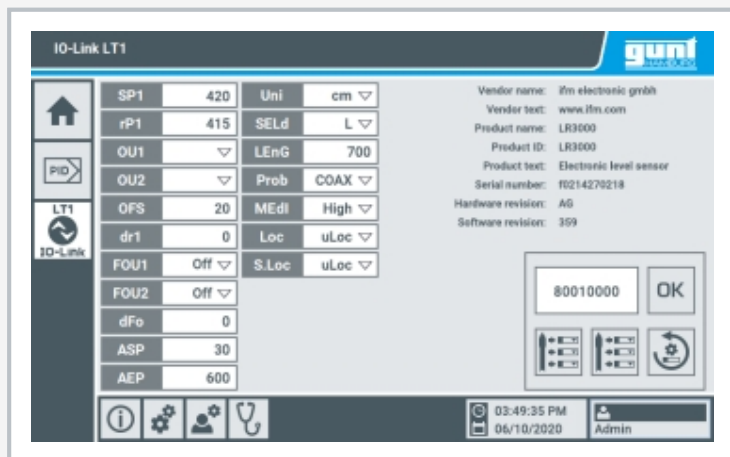 IO-Link LT1
gunt
SP1 420 Uni cm
rP1 415 SELd L
OU1 LEnG 700
OU2 Prob COAX
OFS 20 MEdI High
dr1 0 Loc uLoc
FOU1 Off S.Loc uLoc
FOU2 Off
dFo 0
ASP 30
AEP 600
PID
LT1
IO-Link
Vendor name: ifm electronic gmbh
Vendor text: www.ifm.com
Product name: LR3000
Product ID: LR3000
Product text: Electronic level sensor
Serial number: f0214270218
Hardware revision: AG
Software revision: 359
80010000 OK
03:49:35 PM
06/10/2020
Admin